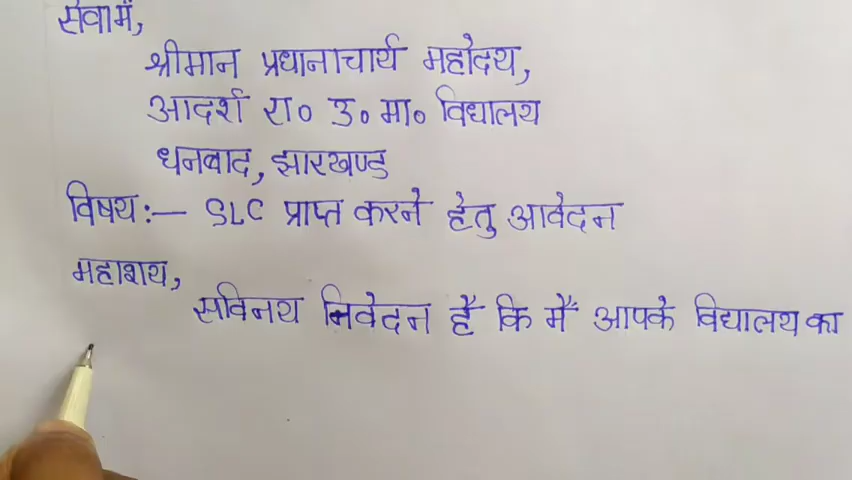 सेवा में,
श्रीमान प्रधानाचार्य महोदय,
आदर्श रा० उ० मा० विद्यालय
धनबाद, झारखण्ड
विषय:— SLC प्राप्त करने हेतु आवेदन
महाशय,
सविनय निवेदन है कि मैं आपके विद्यालय का